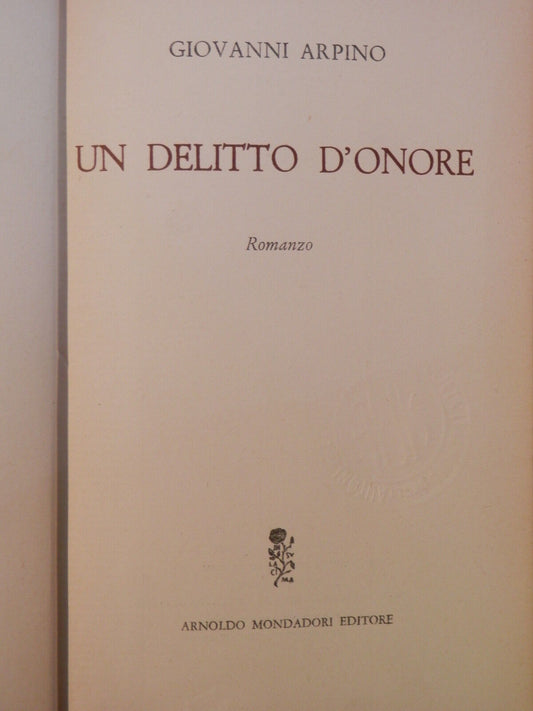 GIOVANNI ARPINO
UN DELITTO D'ONORE
Romanzo
ARNOLDO MONDADORI EDITORE